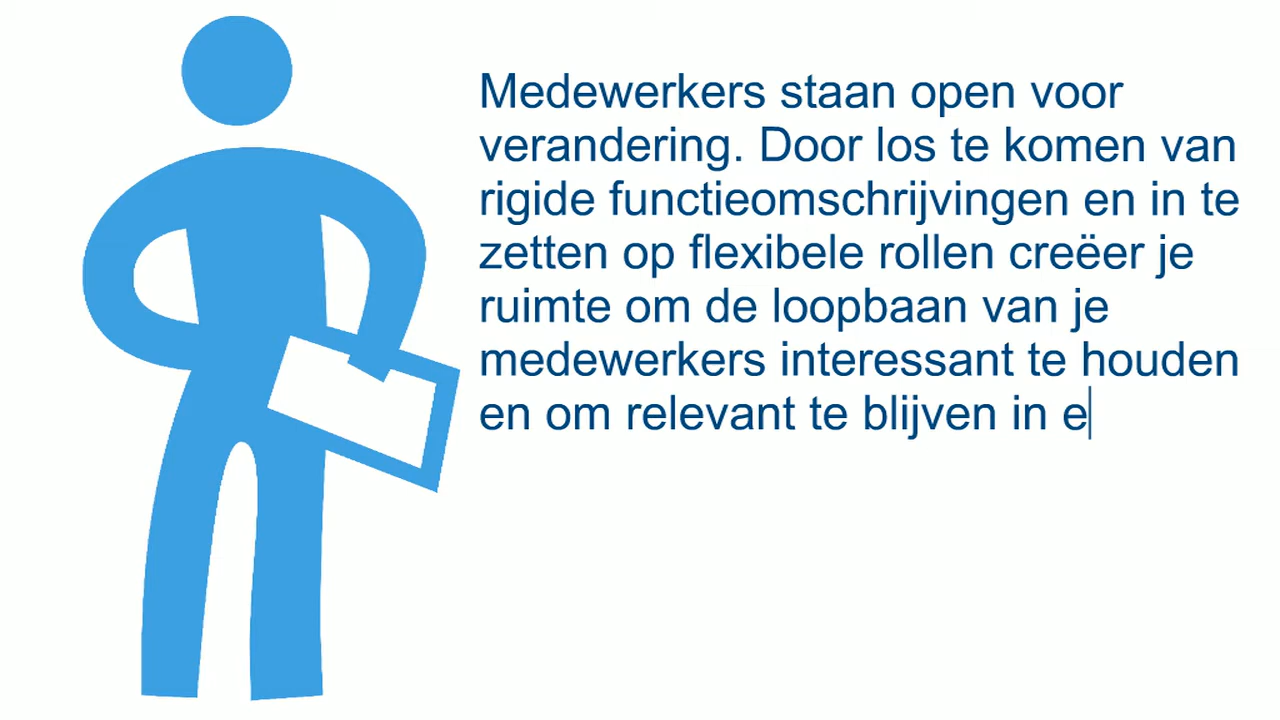 Medewerkers staan open voor
verandering. Door los te komen van
rigide functieomschrijvingen en in te
zetten op flexibele rollen creëer je
ruimte om de loopbaan van je
medewerkers interessant te houden
en om relevant te blijven in e